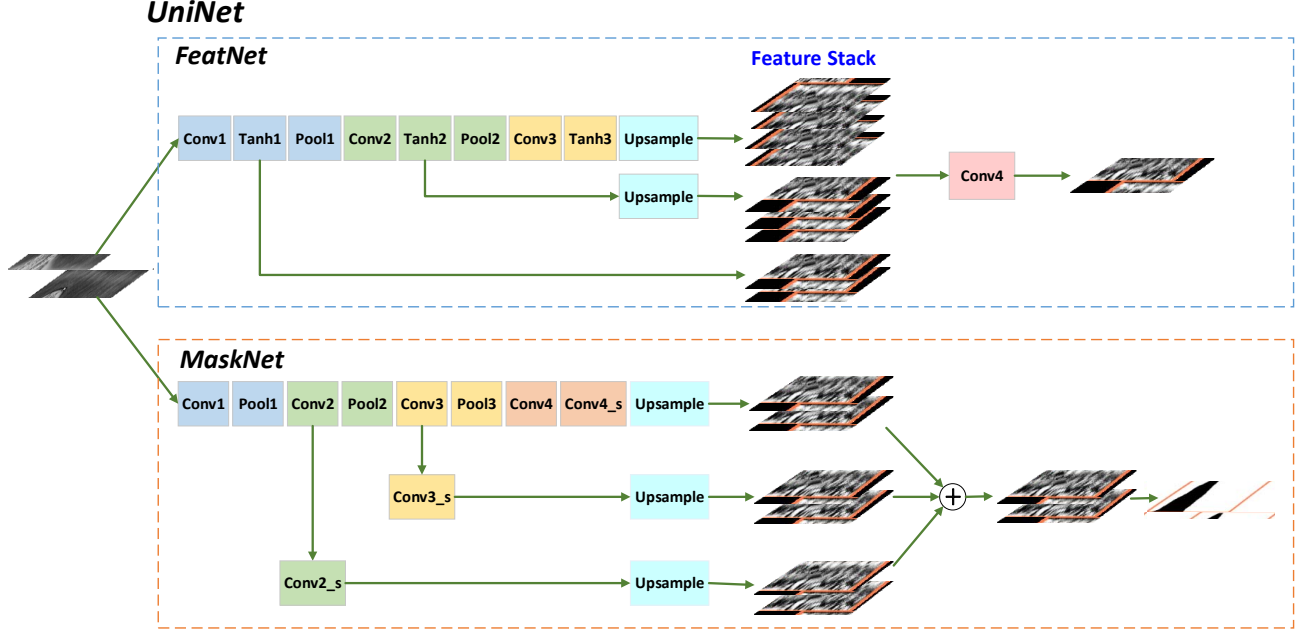 UniNet
FeatNet
Feature Stack
Conv1 Tanh1 Pool1 Conv2 Tanh2 Pool2 Conv3 Tanh3 Upsample
Upsample
Conv4
MaskNet
Conv1 Pool1 Conv2 Pool2 Conv3 Pool3 Conv4 Conv4_s Upsample
Conv3_s Upsample
Conv2_s Upsample